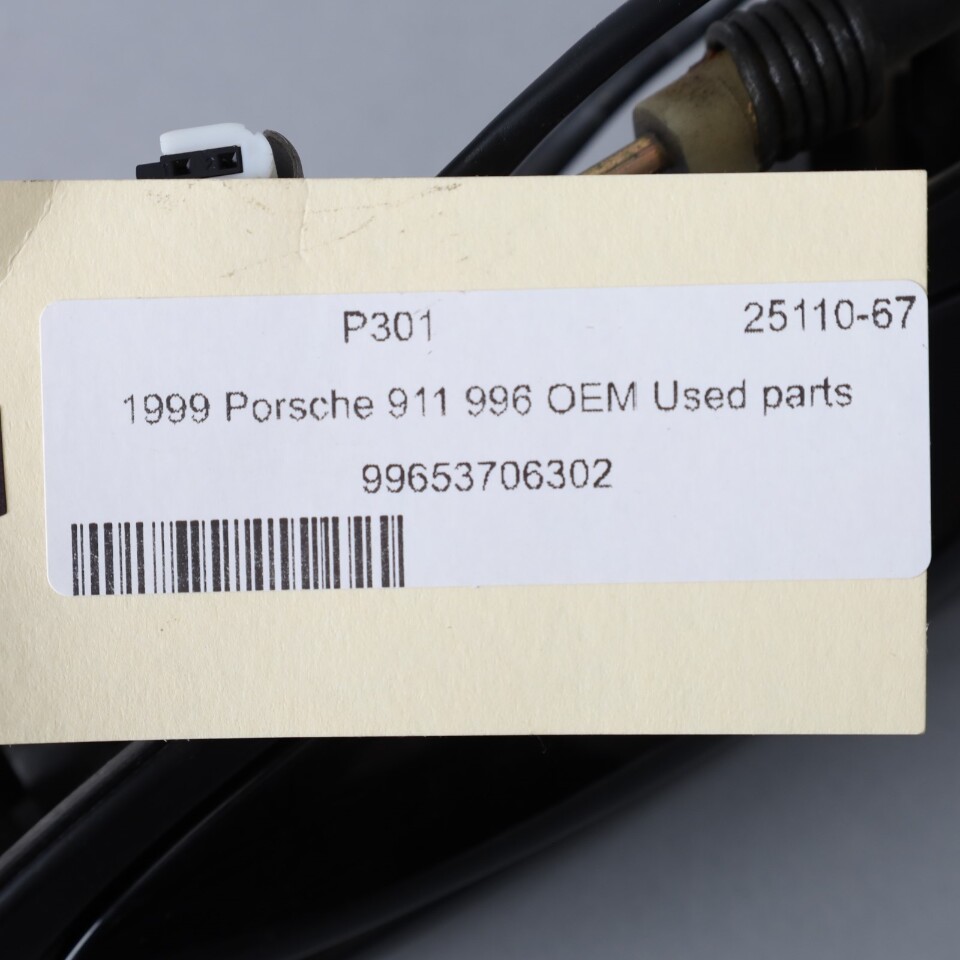 P301 25110-67
1999 Porsche 911 996 OEM Used parts
99653706302